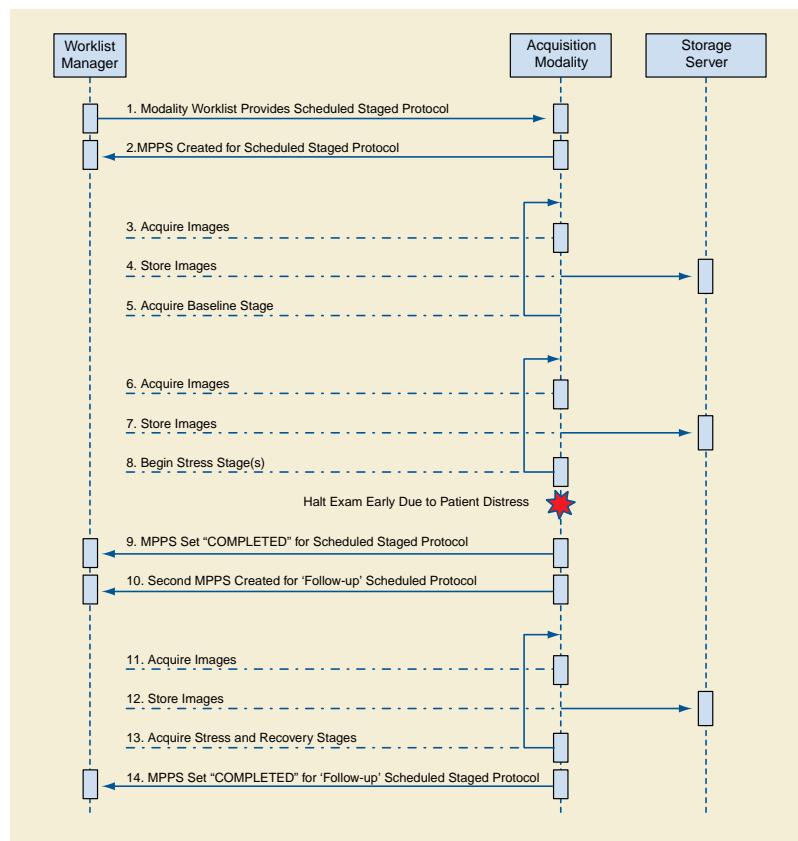 Worklist
Manager
Acquisition
Modality
Storage
Server
1. Modality Worklist Provides Scheduled Staged Protocol
2.MPPS Created for Scheduled Staged Protocol
3. Acquire Images
4. Store Images
5. Acquire Baseline Stage
6. Acquire Images
7. Store Images
8. Begin Stress Stage(s)
Halt Exam Early Due to Patient Distress
9. MPPS Set “COMPLETED” for Scheduled Staged Protocol
10. Second MPPS Created for ‘Follow-up’ Scheduled Protocol
11. Acquire Images
12. Store Images
13. Acquire Stress and Recovery Stages
14. MPPS Set “COMPLETED” for ‘Follow-up’ Scheduled Staged Protocol